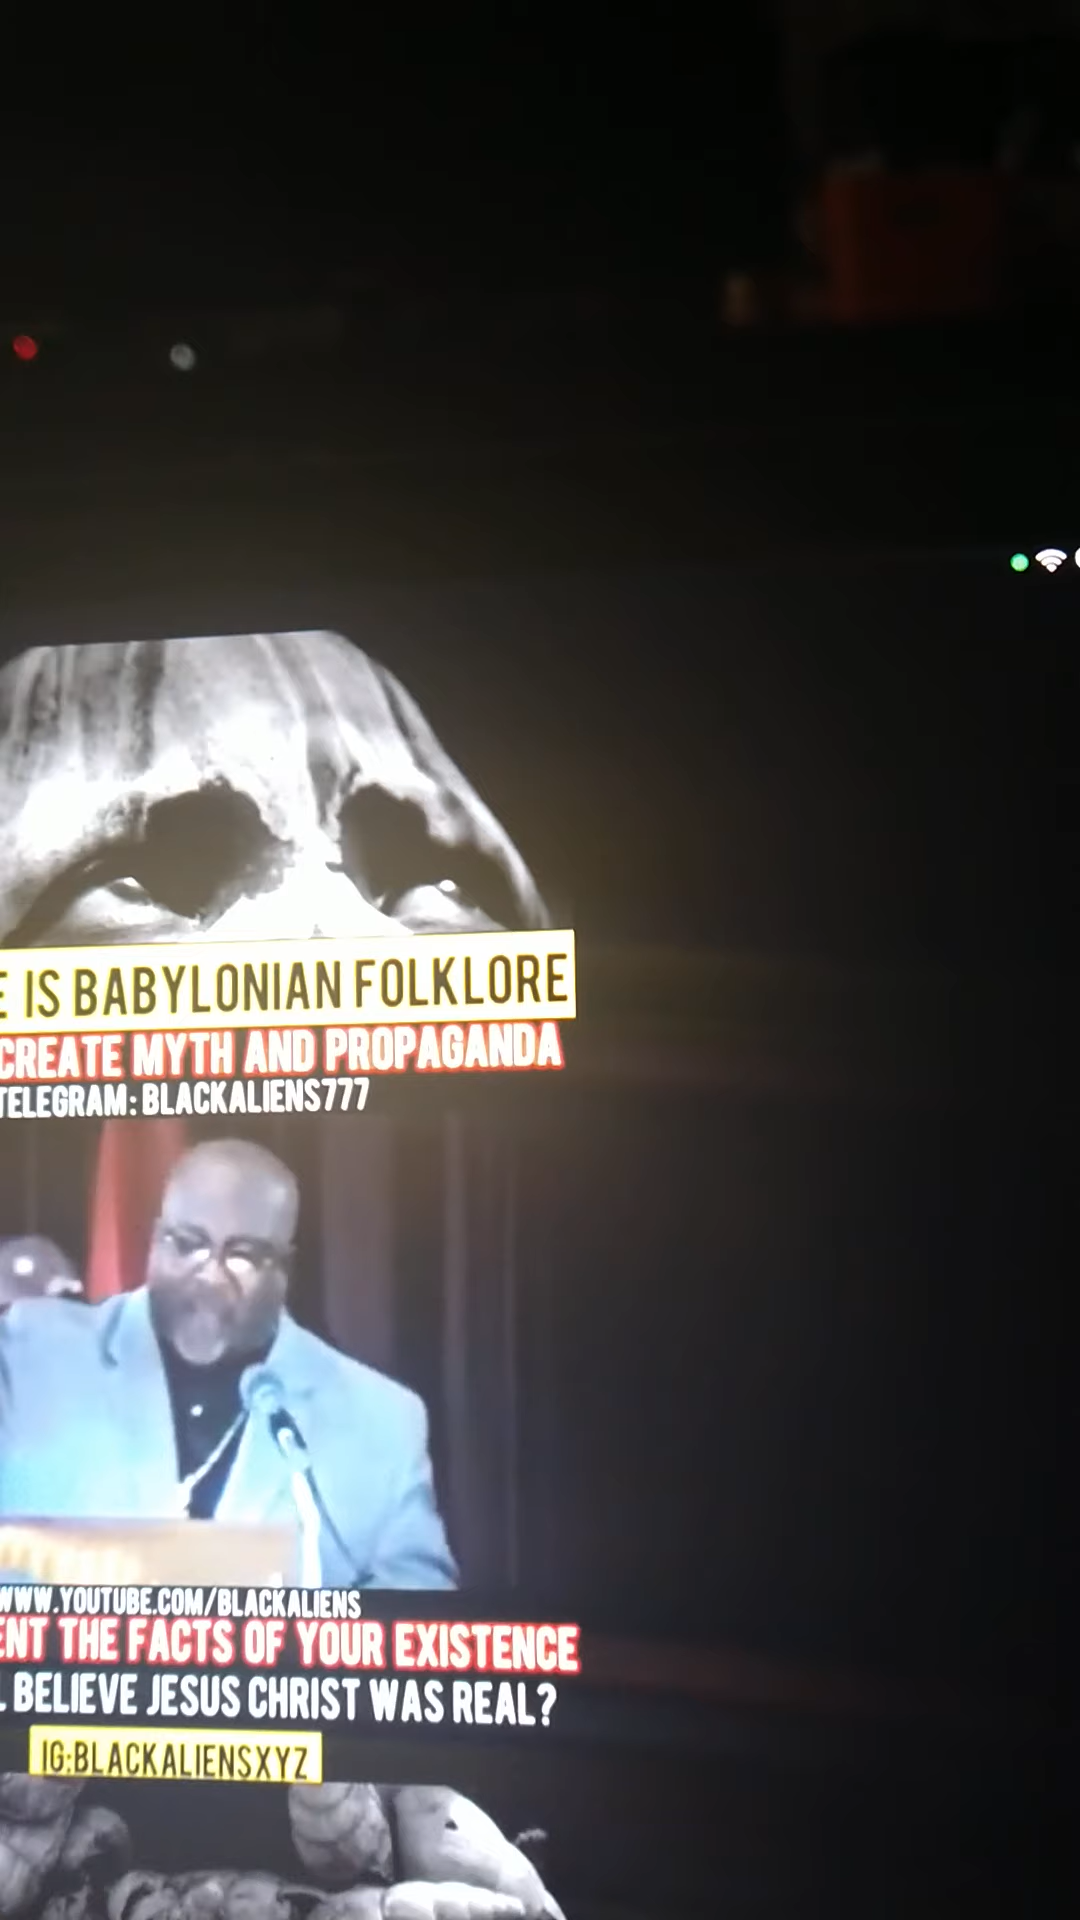 IS BABYLONIAN FOLKLORE
CREATE MYTH AND PROPAGANDA
TELEGRAM: BLACKALIENS777
WWW.YOUTUBE.COM/BLACKALIENS
THE FACTS OF YOUR EXISTENCE
BELIEVE JESUS CHRIST WAS REAL?
IG:BLACKALIENSXYZ